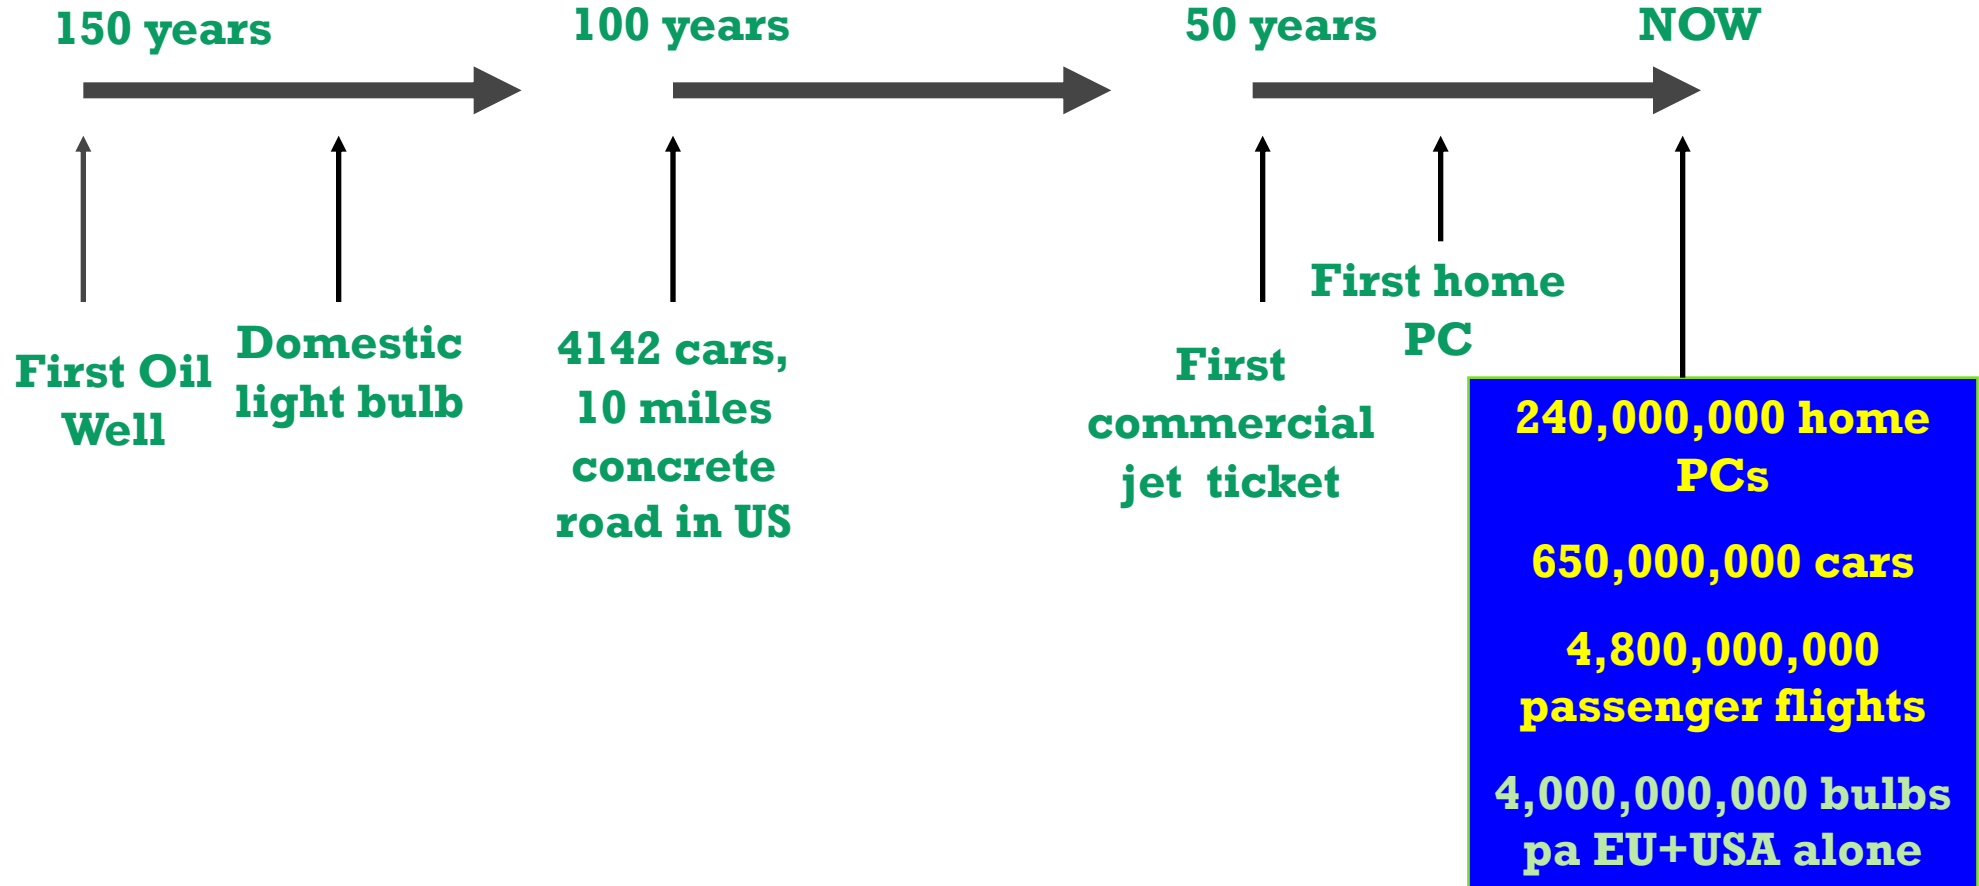 150 years
100 years
50 years
NOW
First Oil
Well
Domestic
light bulb
4142 cars,
10 miles
concrete
road in US
First
commercial
jet ticket
First home
PC
240,000,000 home
PCs
650,000,000 cars
4,800,000,000
passenger flights
4,000,000,000 bulbs
pa EU+USA alone